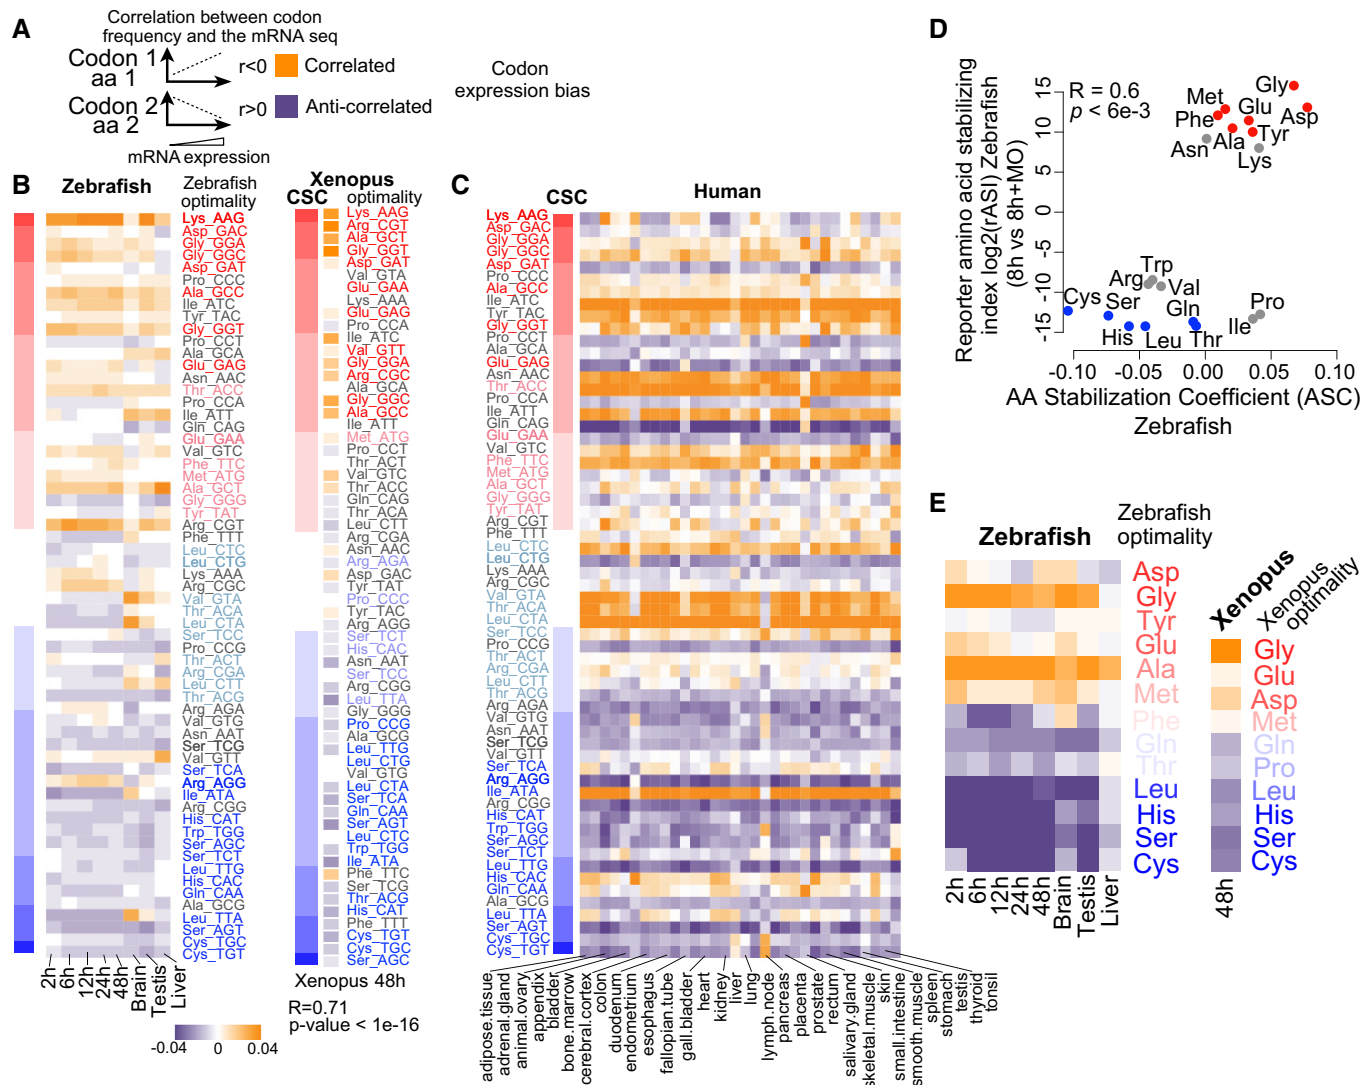 A
Correlation between codon
frequency and the mRNA seq
Codon 1
aa 1
r<0
Correlated
Codon 2
aa 2
r>0
Anti-correlated
mRNA expression
Codon
expression bias
B
Zebrafish
Zebrafish
optimality
Lys_AAG
Asp_GAC
Gly_GGA
Gly_GGC
Asp_GAT
Pro_CCC
Ala_GCC
Ile_ATC
Tyr_TAC
Gly_GGT
Pro_CCT
Ala_GCA
Glu_GAG
Asn_AAC
Thr_ACC
Pro_CCA
Ile_ATT
Gln_CAG
Glu_GAA
Val_GTC
Phe_TTC
Met_ATG
Ala_GCT
Gly_GGG
Tyr_TAT
Arg_CGT
Phe_TTT
Leu_CTC
Leu_CTG
Lys_AAA
Arg_CGC
Val_GTA
Thr_ACA
Leu_CTA
Ser_TCC
Pro_CCG
Thr_ACT
Arg_CGA
Leu_CTT
Thr_ACG
Arg_AGA
Val_GTG
Asn_AAT
Ser_TCG
Val_GTT
Ser_TCA
Arg_AGG
Ile_ATA
Arg_CGG
His_CAT
Trp_TGG
Ser_AGC
Ser_TCT
Leu_TTG
His_CAC
Gln_CAA
Ala_GCG
Leu_TTA
Ser_AGT
Cys_TGC
Cys_TGT
2h
6h
12h
24h
48h
Brain
Testis
Liver
-0.04
0
0.04
Xenopus
CSC
optimality
Lys_AAG
Arg_CGT
Ala_GCT
Gly_GGT
Asp_GAT
Val_GTA
Glu_GAA
Lys_AAA
Glu_GAG
Pro_CCA
Ile_ATC
Val_GTT
Gly_GGA
Arg_CGC
Ala_GCA
Gly_GGC
Ala_GCC
Ile_ATT
Met_ATG
Pro_CCT
Thr_ACT
Val_GTC
Thr_ACC
Gln_CAG
Thr_ACA
Leu_CTT
Arg_CGA
Asn_AAC
Arg_AGA
Asp_GAC
Tyr_TAT
Pro_CCC
Tyr_TAC
Arg_AGG
Ser_TCT
His_CAC
Asn_AAT
Ser_TCC
Arg_CGG
Leu_TTA
Gly_GGG
Pro_CCG
Ala_GCG
Leu_TTG
Leu_CTG
Val_GTG
Leu_CTA
Ser_TCA
Gln_CAA
Ser_AGT
Leu_CTC
Trp_TGG
Ile_ATA
Phe_TTC
Ser_TCG
Thr_ACG
His_CAT
Phe_TTT
Cys_TGT
Cys_TGC
Ser_AGC
Xenopus 48h
R=0.71
p-value < 1e-16
C
CSC
Human
Lys_AAG
Asp_GAC
Gly_GGA
Gly_GGC
Asp_GAT
Pro_CCC
Ala_GCC
Ile_ATC
Tyr_TAC
Gly_GGT
Pro_CCT
Ala_GCA
Glu_GAG
Asn_AAC
Thr_ACC
Pro_CCA
Ile_ATT
Gln_CAG
Glu_GAA
Val_GTC
Phe_TTC
Met_ATG
Ala_GCT
Gly_GGG
Tyr_TAT
Arg_CGT
Phe_TTT
Leu_CTC
Leu_CTG
Lys_AAA
Arg_CGC
Val_GTA
Thr_ACA
Leu_CTA
Ser_TCC
Pro_CCG
Thr_ACT
Arg_CGA
Leu_CTT
Thr_ACG
Arg_AGA
Val_GTG
Asn_AAT
Ser_TCG
Val_GTT
Ser_TCA
Arg_AGG
Ile_ATA
Arg_CGG
His_CAT
Trp_TGG
Ser_AGC
Ser_TCT
Leu_TTG
His_CAC
Gln_CAA
Ala_GCG
Leu_TTA
Ser_AGT
Cys_TGC
Cys_TGT
adipose.tissue
adrenal.gland
animal.ovary
appendix
bladder
bone.marrow
cerebral.cortex
colon
duodenum
endometrium
esophagus
fallopian.tube
gall.bladder
heart
kidney
liver
lung
lymph.node
pancreas
placenta
prostate
rectum
salivary.gland
skeletal.muscle
skin
small.intestine
smooth.muscle
spleen
stomach
testis
thyroid
tonsil
D
Reporter amino acid stabilizing
index log2(rASI) Zebrafish
(8h vs 8h+MO)
15
10
5
0
-5
-10
-15
R = 0.6
p < 6e-3
Gly
Met
Glu
Asp
Phe
Ala
Tyr
Asn
Lys
Trp
Arg
Val
Cys
Ser
Gln
Pro
His
Leu
Thr
Ile
-0.10
-0.05
0.00
0.05
0.10
AA Stabilization Coefficient (ASC)
Zebrafish
E
Zebrafish
Zebrafish
optimality
Asp
Gly
Tyr
Glu
Ala
Met
Phe
Gln
Thr
Leu
His
Ser
Cys
2h
6h
12h
24h
48h
Brain
Testis
Liver
Xenopus
Xenopus
optimality
Gly
Glu
Asp
Met
Gln
Pro
Leu
His
Ser
Cys
48h